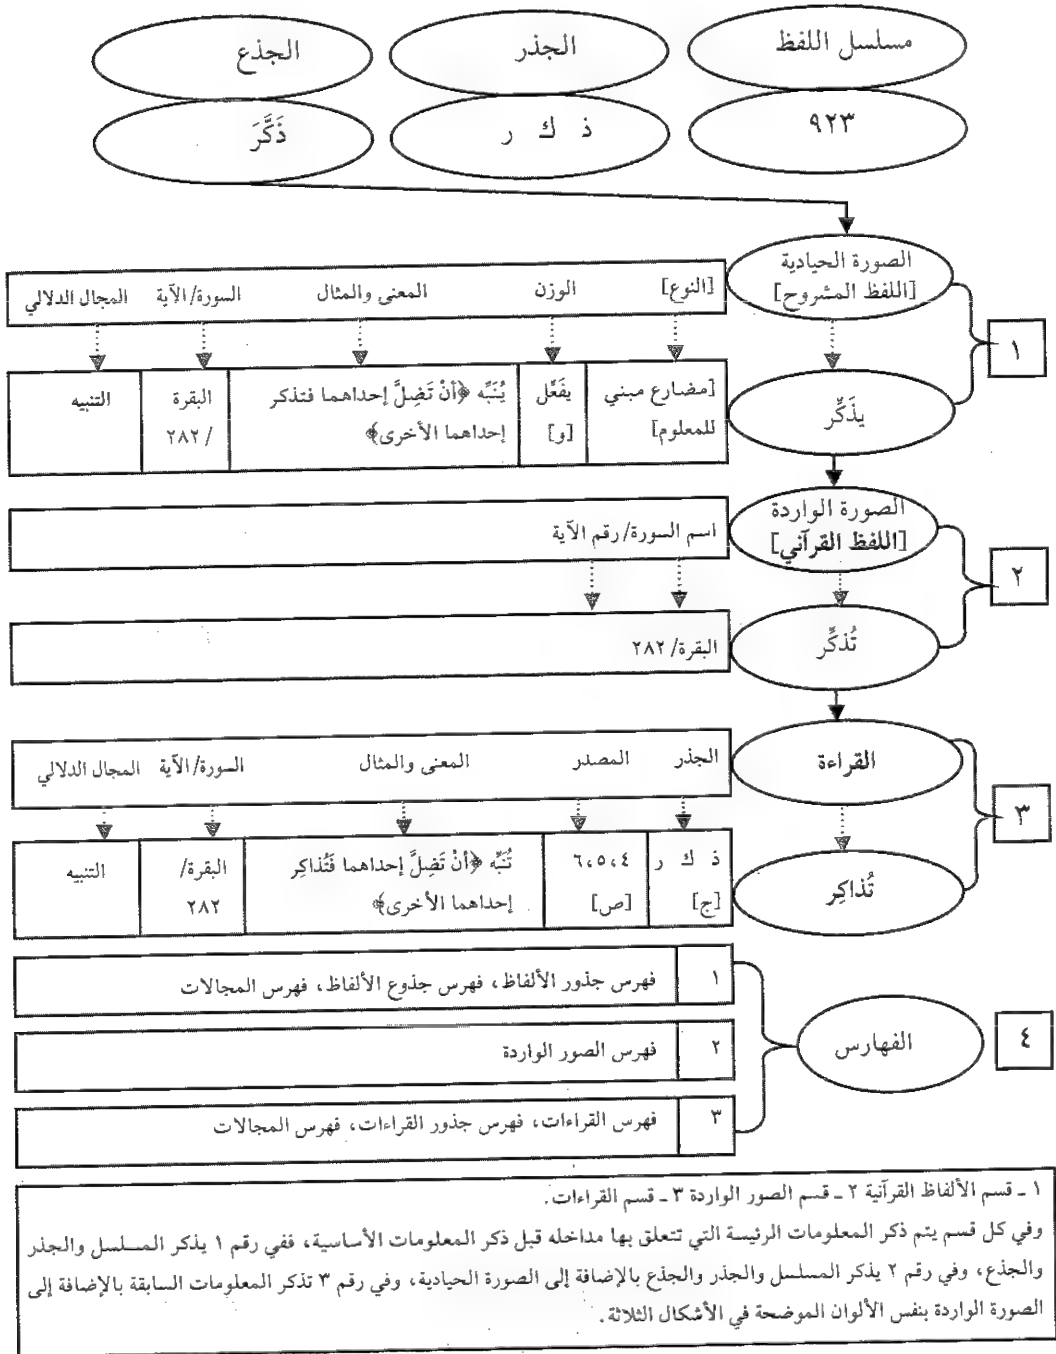 مسلسل اللفظ الجذر الجذع
٩٢٣ ذ ك ر ذَكَّرَ
الصورة الحيادية
[اللفظ المشروح]
[النوع] الوزن المعنى والمثال السورة/الآية المجال الدلالي
١
يذَكِّر
[مضارع مبني يفَعِّل يُنَبِّه ﴿أنْ تَضِلَّ إحداهما فتذكر البقرة التنبيه
للمعلوم] [و] إحداهما الأخرى﴾ /٢٨٢
الصورة الواردة
[اللفظ القرآني]
اسم السورة/رقم الآية
٢
تُذكِّر
البقرة/٢٨٢
القراءة
الجذر المصدر المعنى والمثال السورة/الآية المجال الدلالي
٣
تُذاكِر
ذ ك ر ٦،٥،٤ تُنَبِّه ﴿أنْ تَضِلَّ إحداهما فَتُذاكِر البقرة/ التنبيه
[ج] [ص] إحداهما الأخرى﴾ ٢٨٢
٤
الفهارس
١ فهرس جذور الألفاظ، فهرس جذوع الألفاظ، فهرس المجالات
٢ فهرس الصور الواردة
٣ فهرس القراءات، فهرس جذور القراءات، فهرس المجالات
١ ـ قسم الألفاظ القرآنية ٢ ـ قسم الصور الواردة ٣ ـ قسم القراءات.
وفي كل قسم يتم ذكر المعلومات الرئيسة التي تتعلق بها مداخله قبل ذكر المعلومات الأساسية، ففي رقم ١ يذكر المسلسل والجذر
والجذع، وفي رقم ٢ يذكر المسلسل والجذر والجذع بالإضافة إلى الصورة الحيادية، وفي رقم ٣ تذكر المعلومات السابقة بالإضافة إلى
الصورة الواردة بنفس الألوان الموضحة في الأشكال الثلاثة.